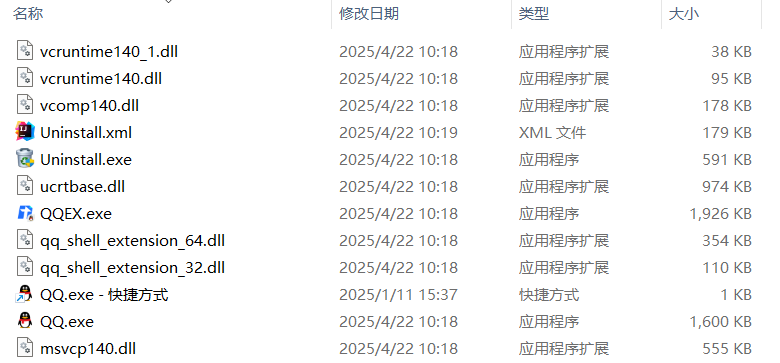 名称 修改日期 类型 大小
vcruntime140_1.dll 2025/4/22 10:18 应用程序扩展 38 KB
vcruntime140.dll 2025/4/22 10:18 应用程序扩展 95 KB
vcomp140.dll 2025/4/22 10:18 应用程序扩展 178 KB
Uninstall.xml 2025/4/22 10:19 XML 文件 179 KB
Uninstall.exe 2025/4/22 10:18 应用程序 591 KB
ucrtbase.dll 2025/4/22 10:18 应用程序扩展 974 KB
QQEX.exe 2025/4/22 10:18 应用程序 1,926 KB
qq_shell_extension_64.dll 2025/4/22 10:18 应用程序扩展 354 KB
qq_shell_extension_32.dll 2025/4/22 10:18 应用程序扩展 110 KB
QQ.exe - 快捷方式 2025/1/11 15:37 快捷方式 1 KB
QQ.exe 2025/4/22 10:18 应用程序 1,600 KB
msvcp140.dll 2025/4/22 10:18 应用程序扩展 555 KB